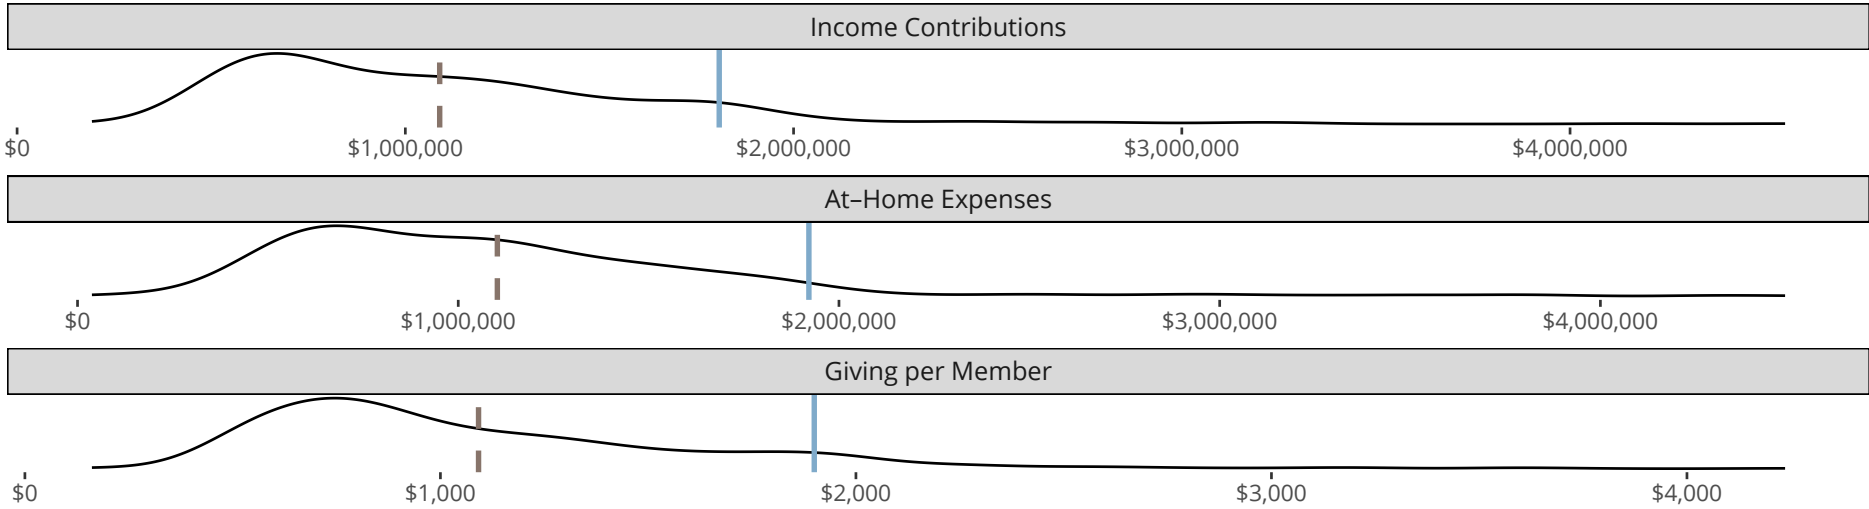 Income Contributions
$0 $1,000,000 $2,000,000 $3,000,000 $4,000,000
At–Home Expenses
$0 $1,000,000 $2,000,000 $3,000,000 $4,000,000
Giving per Member
$0 $1,000 $2,000 $3,000 $4,000